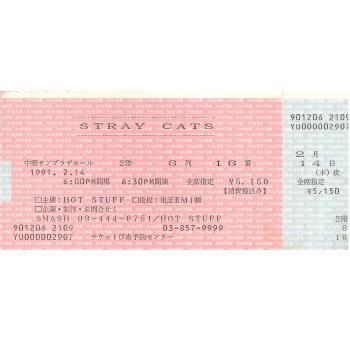 STRAY CATS
中野サンプラザホール 2階 6列 16番
1991. 2.14
6:00PM開場 6:30PM開演 全席指定 ¥5,150
【消費税込み】
□主催:HOT STUFF □後援:東芝EMI㈱
□企画・制作・お問合せ:
SMASH 03-444-6751/HOT STUFF
901206 2109 03-857-9999
YU000002907 チケットぴあ予約センター
901206 2109
YU000002907
2月
14日
(木)夜
全席指定
¥5,150
2階
6
16